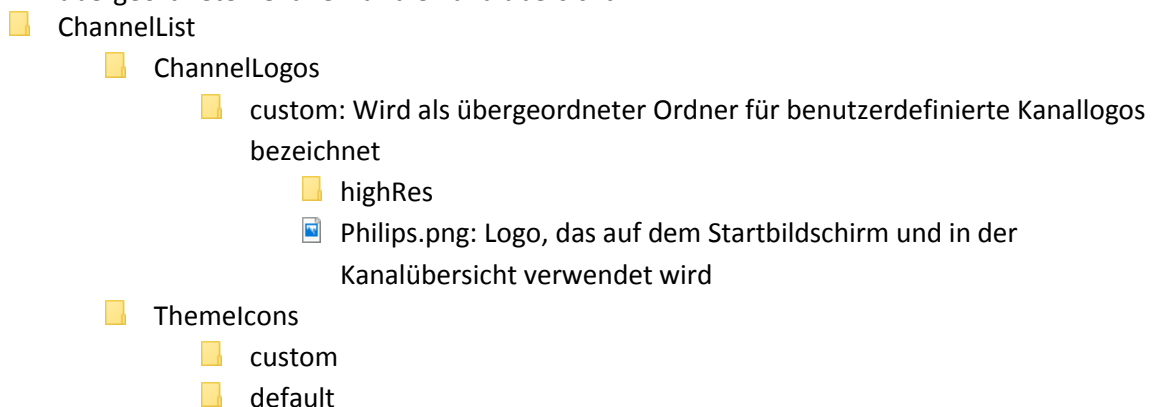 ChannelList
ChannelLogos
custom: Wird als übergeordneter Ordner für benutzerdefinierte Kanallogos
bezeichnet
highRes
Philips.png: Logo, das auf dem Startbildschirm und in der
Kanalübersicht verwendet wird
ThemeIcons
custom
default